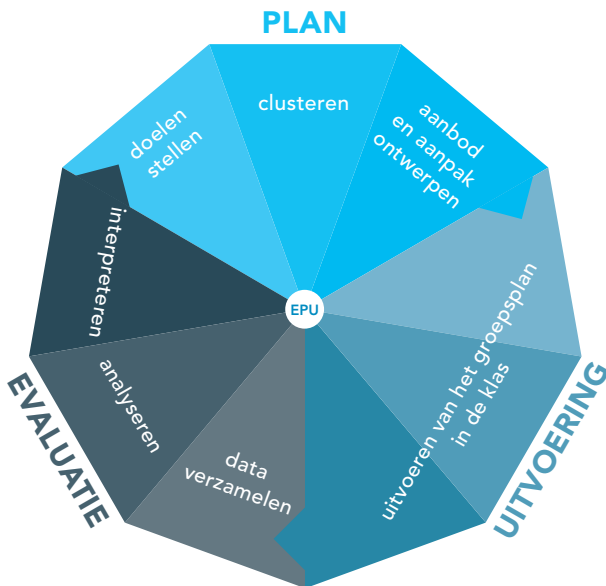 PLAN
doelen
stellen
clusteren
aanbod
en aanpak
ontwerpen
interpreteren
EPU
uitvoeren van het groepsplan
in de klas
analyseren
data
verzamelen
EVALUATIE
UITVOERING